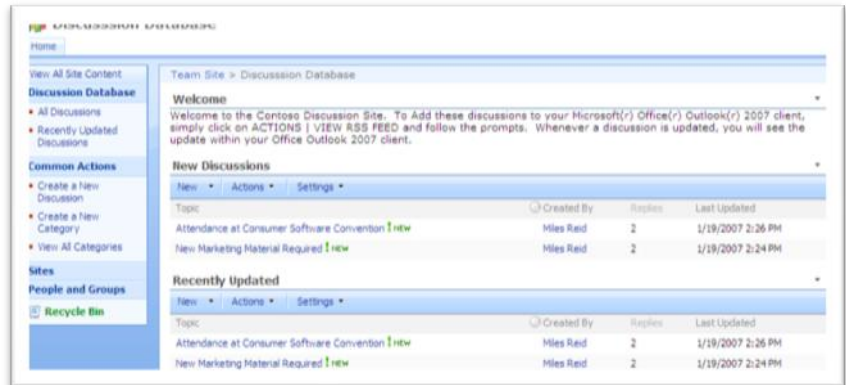 Home
View All Site Content
Discussion Database
All Discussions
Recently Updated
Discussions
Common Actions
Create a New
Discussion
Create a New
Category
View All Categories
Sites
People and Groups
Recycle Bin
Team Site > Discusssion Database
Welcome
Welcome to the Contoso Discussion Site. To Add these discussions to your Microsoft(r) Office(r) Outlook(r) 2007 client,
simply click on ACTIONS | VIEW RSS FEED and follow the prompts. Whenever a discussion is updated, you will see the
update within your Office Outlook 2007 client.
New Discussions
New Actions Settings
Topic Created By Replies Last Updated
Attendance at Consumer Software Convention ! NEW Miles Reid 2 1/19/2007 2:26 PM
New Marketing Material Required ! NEW Miles Reid 2 1/19/2007 2:24 PM
Recently Updated
New Actions Settings
Topic Created By Replies Last Updated
Attendance at Consumer Software Convention ! NEW Miles Reid 2 1/19/2007 2:26 PM
New Marketing Material Required ! NEW Miles Reid 2 1/19/2007 2:24 PM